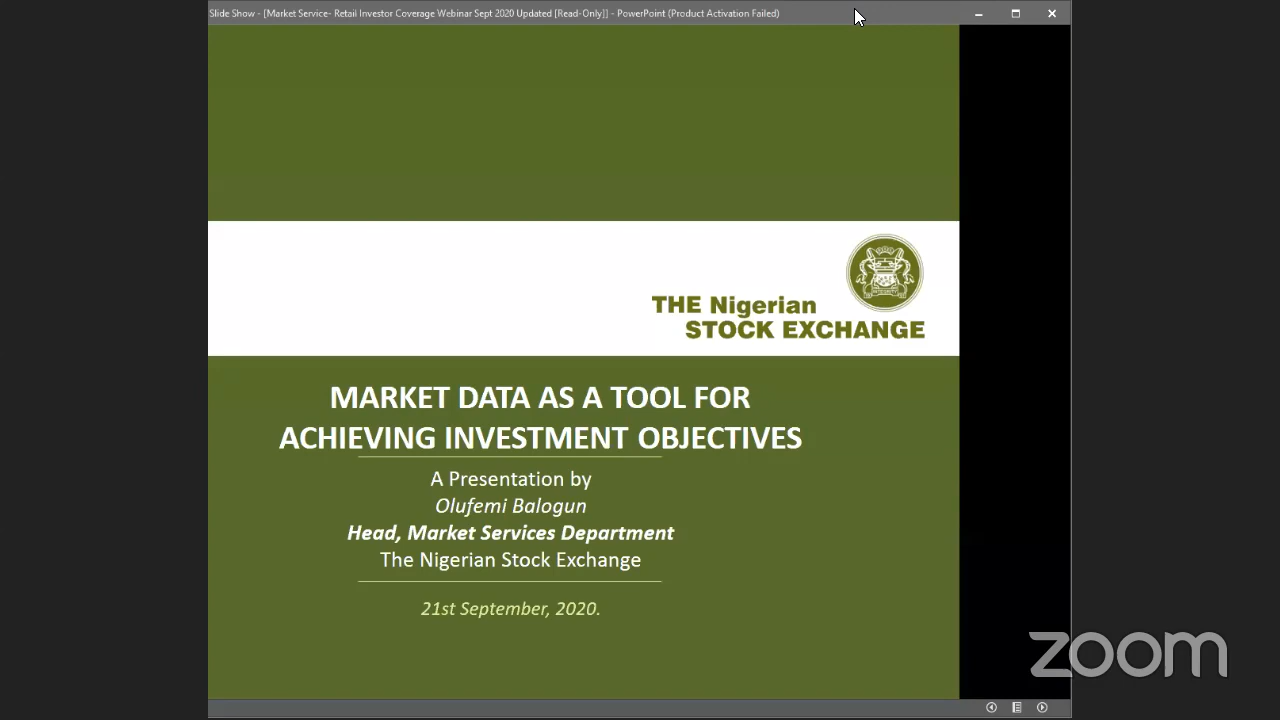 Slide Show - [Market Service- Retail Investor Coverage Webinar Sept 2020 Updated [Read-Only]] - PowerPoint (Product Activation Failed)
THE Nigerian
STOCK EXCHANGE
MARKET DATA AS A TOOL FOR
ACHIEVING INVESTMENT OBJECTIVES
A Presentation by
Olufemi Balogun
Head, Market Services Department
The Nigerian Stock Exchange
21st September, 2020.
zoom